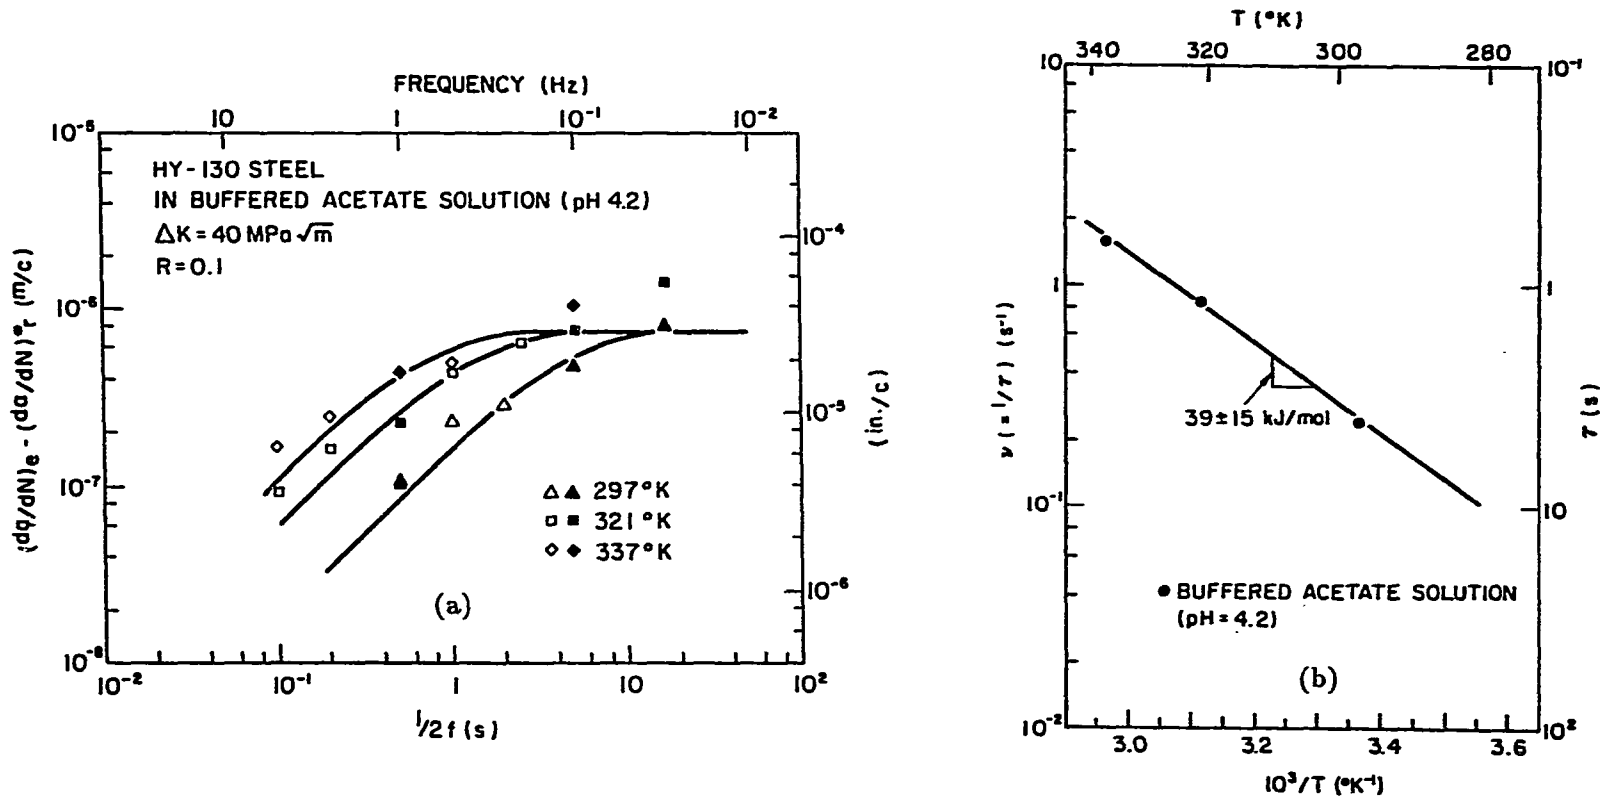 FREQUENCY (Hz)
10 1 10⁻¹ 10⁻²
10⁻⁵
10⁻⁶
10⁻⁷
10⁻⁸
(da/dN)e - (da/dN)*r (m/c)
HY-130 STEEL
IN BUFFERED ACETATE SOLUTION (pH 4.2)
ΔK = 40 MPa √m
R = 0.1
10⁻⁴
10⁻⁵
10⁻⁶
(in./c)
△ ▲ 297°K
□ ■ 321°K
◇ ◆ 337°K
(a)
10⁻² 10⁻¹ 1 10 10²
1/2f (s)
T (°K)
340 320 300 280
10
1
10⁻¹
10⁻²
ν (= 1/τ) (s⁻¹)
10⁻¹
1
10
10²
τ (s)
39±15 kJ/mol
● BUFFERED ACETATE SOLUTION
(pH = 4.2)
(b)
3.0 3.2 3.4 3.6
10³/T (°K⁻¹)